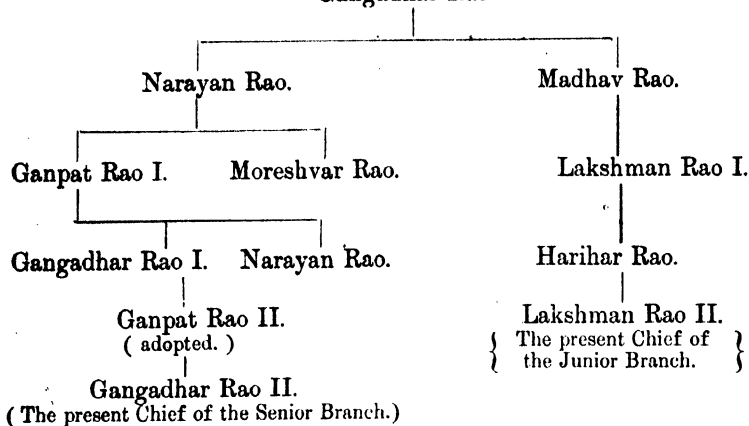 Narayan Rao. Madhav Rao.
Ganpat Rao I. Moreshvar Rao. Lakshman Rao I.
Gangadhar Rao I. Narayan Rao. Harihar Rao.
Ganpat Rao II. Lakshman Rao II.
( adopted. ) { The present Chief of }
{ the Junior Branch. }
Gangadhar Rao II.
( The present Chief of the Senior Branch.)